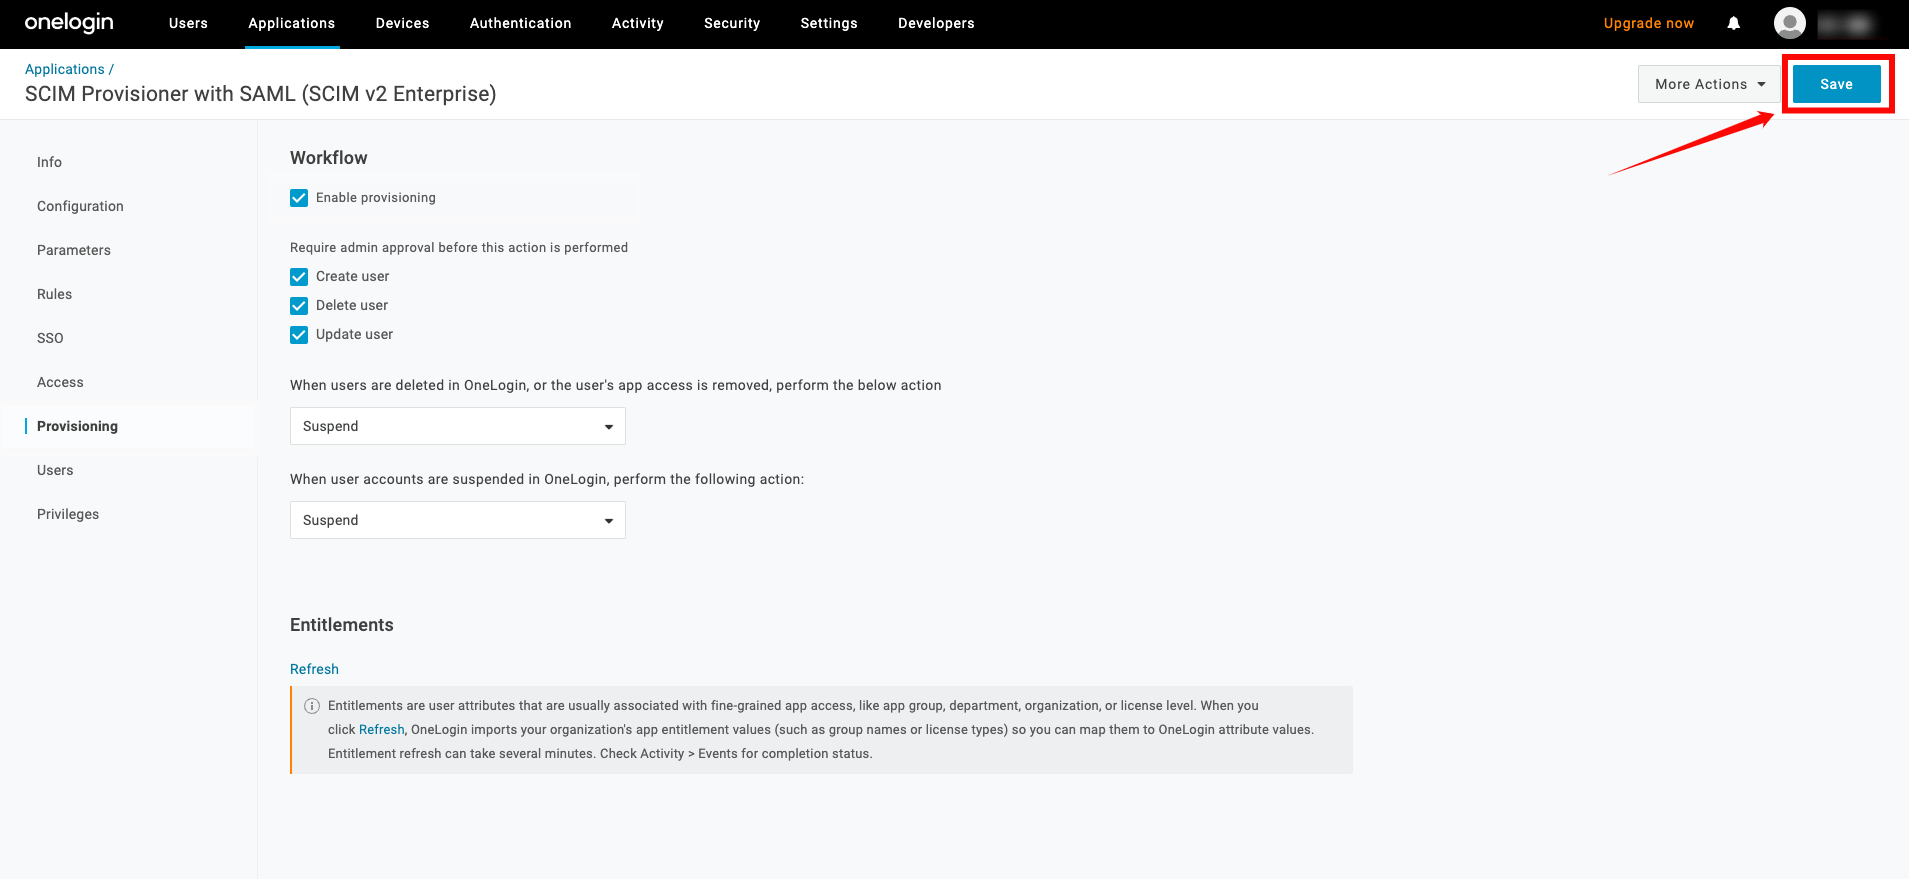 onelogin
Users
Applications
Devices
Authentication
Activity
Security
Settings
Developers
Upgrade now
Applications /
SCIM Provisioner with SAML (SCIM v2 Enterprise)
More Actions
Save
Info
Configuration
Parameters
Rules
SSO
Access
Provisioning
Users
Privileges
Workflow
Enable provisioning
Require admin approval before this action is performed
Create user
Delete user
Update user
When users are deleted in OneLogin, or the user's app access is removed, perform the below action
Suspend
When user accounts are suspended in OneLogin, perform the following action:
Suspend
Entitlements
Refresh
Entitlements are user attributes that are usually associated with fine-grained app access, like app group, department, organization, or license level. When you
click Refresh, OneLogin imports your organization's app entitlement values (such as group names or license types) so you can map them to OneLogin attribute values.
Entitlement refresh can take several minutes. Check Activity > Events for completion status.